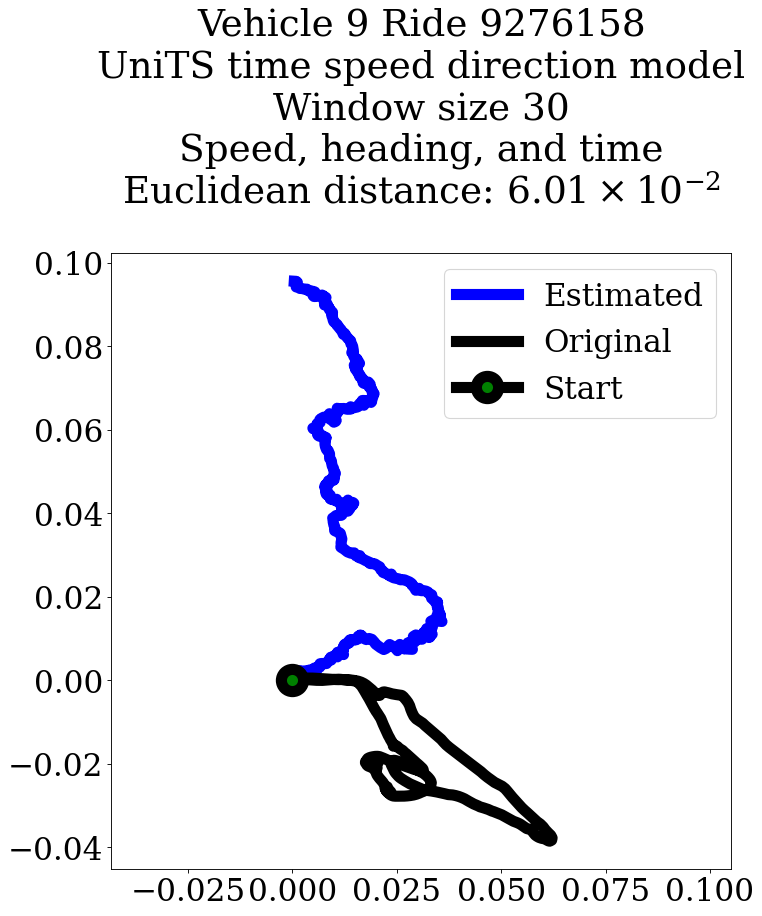 Vehicle 9 Ride 9276158
UniTS time speed direction model
Window size 30
Speed, heading, and time
Euclidean distance: 6.01 × 10⁻²
0.10
0.08
0.06
0.04
0.02
0.00
−0.02
−0.04
Estimated
Original
Start
−0.025 0.000 0.025 0.050 0.075 0.100